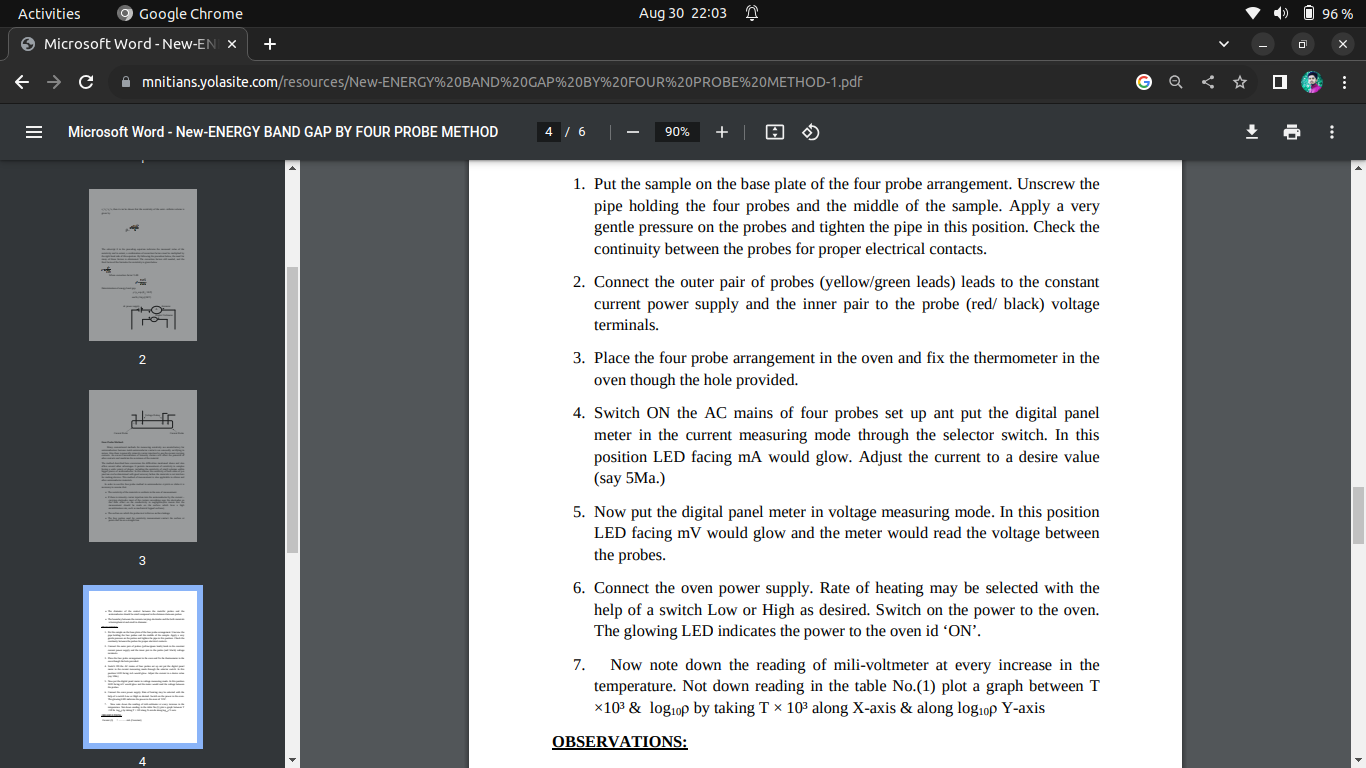 Activities
Google Chrome
Aug 30 22:03
96 %
Microsoft Word - New-EN
mnitians.yolasite.com/resources/New-ENERGY%20BAND%20GAP%20BY%20FOUR%20PROBE%20METHOD-1.pdf
Microsoft Word - New-ENERGY BAND GAP BY FOUR PROBE METHOD
4 / 6
90%
2
3
4
1. Put the sample on the base plate of the four probe arrangement. Unscrew the
pipe holding the four probes and the middle of the sample. Apply a very
gentle pressure on the probes and tighten the pipe in this position. Check the
continuity between the probes for proper electrical contacts.
2. Connect the outer pair of probes (yellow/green leads) leads to the constant
current power supply and the inner pair to the probe (red/ black) voltage
terminals.
3. Place the four probe arrangement in the oven and fix the thermometer in the
oven though the hole provided.
4. Switch ON the AC mains of four probes set up ant put the digital panel
meter in the current measuring mode through the selector switch. In this
position LED facing mA would glow. Adjust the current to a desire value
(say 5Ma.)
5. Now put the digital panel meter in voltage measuring mode. In this position
LED facing mV would glow and the meter would read the voltage between
the probes.
6. Connect the oven power supply. Rate of heating may be selected with the
help of a switch Low or High as desired. Switch on the power to the oven.
The glowing LED indicates the power to the oven id ‘ON’.
7. Now note down the reading of mili-voltmeter at every increase in the
temperature. Not down reading in the table No.(1) plot a graph between T
×10³ & log₁₀ρ by taking T × 10³ along X-axis & along log₁₀ρ Y-axis
OBSERVATIONS: